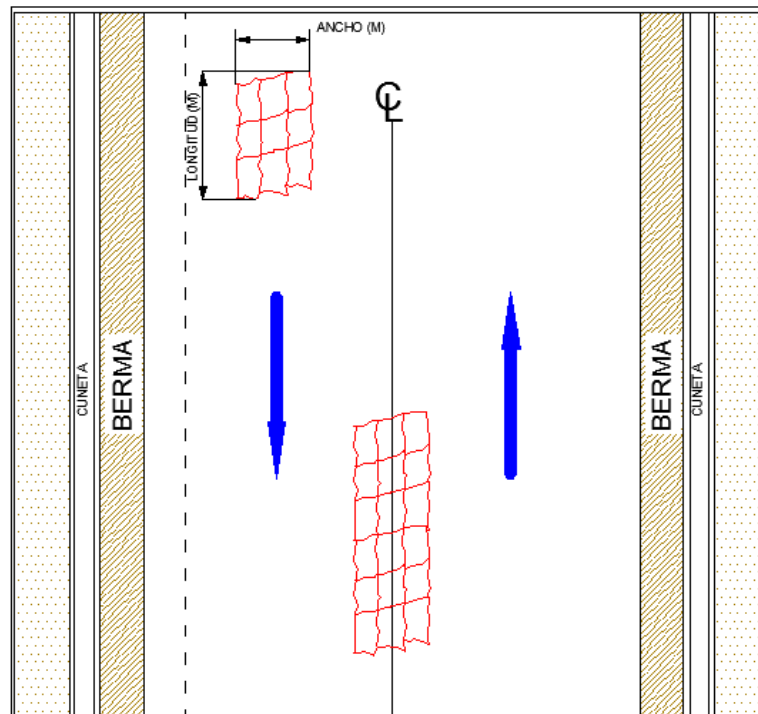 ANCHO (M)
LONGITUD (M)
CL
CUNETA
BERMA
BERMA
CUNETA